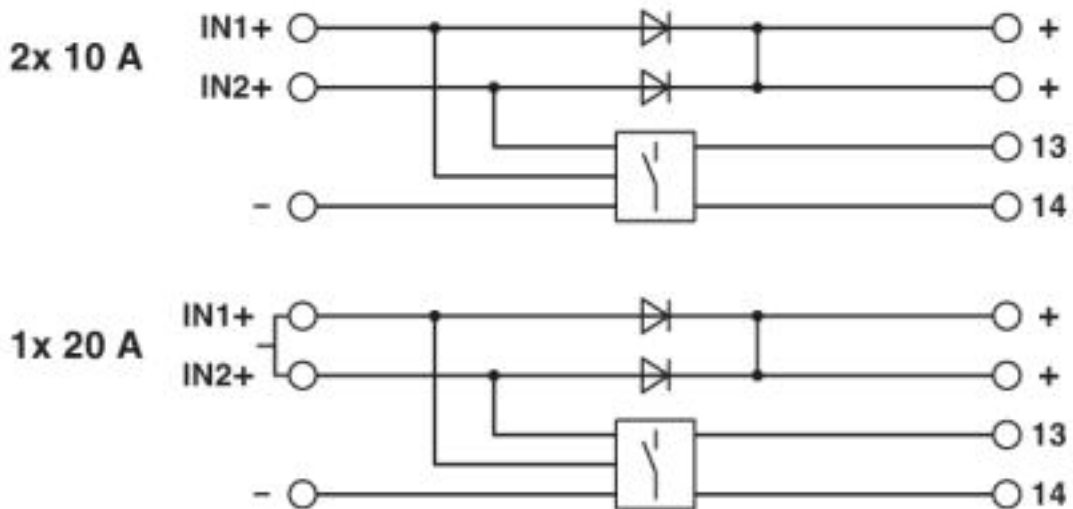 IN1+ +
2x 10 A
IN2+ +
13
– 14
IN1+ +
1x 20 A
IN2+ +
13
– 14